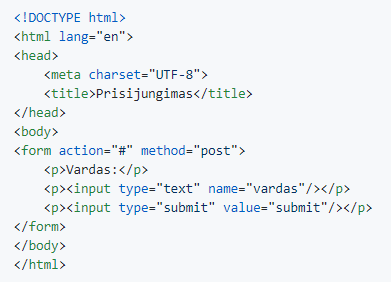 <!DOCTYPE html>
<html lang="en">
<head>
    <meta charset="UTF-8">
    <title>Prisijungimas</title>
</head>
<body>
<form action="#" method="post">
    <p>Vardas:</p>
    <p><input type="text" name="vardas"/></p>
    <p><input type="submit" value="submit"/></p>
</form>
</body>
</html>